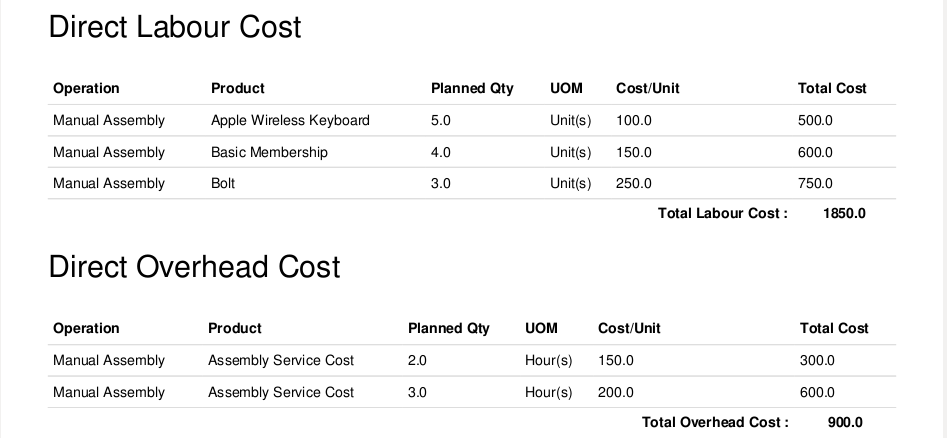 Direct Labour Cost
Operation Product Planned Qty UOM Cost/Unit Total Cost
Manual Assembly Apple Wireless Keyboard 5.0 Unit(s) 100.0 500.0
Manual Assembly Basic Membership 4.0 Unit(s) 150.0 600.0
Manual Assembly Bolt 3.0 Unit(s) 250.0 750.0
Total Labour Cost : 1850.0
Direct Overhead Cost
Operation Product Planned Qty UOM Cost/Unit Total Cost
Manual Assembly Assembly Service Cost 2.0 Hour(s) 150.0 300.0
Manual Assembly Assembly Service Cost 3.0 Hour(s) 200.0 600.0
Total Overhead Cost : 900.0